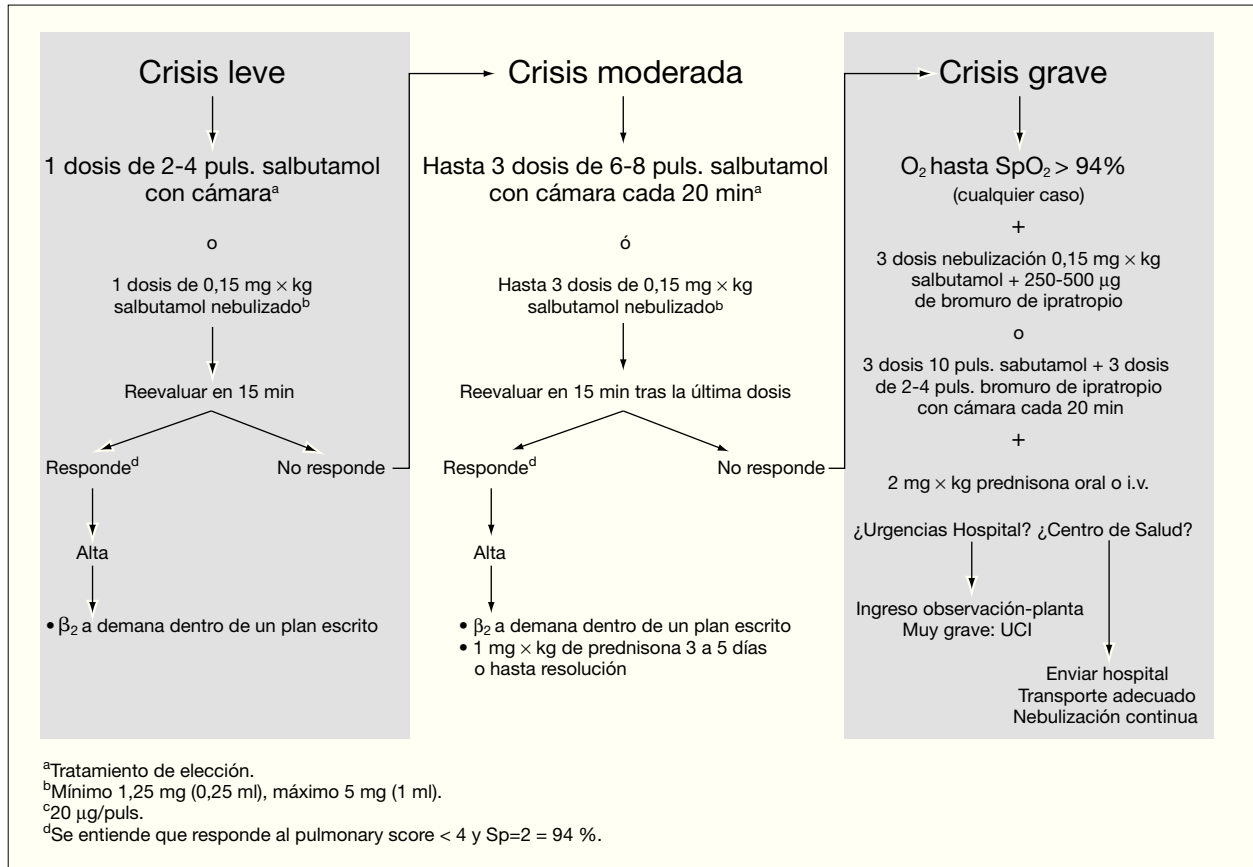 Crisis leve
1 dosis de 2-4 puls. salbutamol
con cámaraᵃ
o
1 dosis de 0,15 mg × kg
salbutamol nebulizadoᵇ
Reevaluar en 15 min
Respondeᵈ
No responde
Alta
• β₂ a demana dentro de un plan escrito
Crisis moderada
Hasta 3 dosis de 6-8 puls. salbutamol
con cámara cada 20 minᵃ
ó
Hasta 3 dosis de 0,15 mg × kg
salbutamol nebulizadoᵇ
Reevaluar en 15 min tras la última dosis
Respondeᵈ
No responde
Alta
• β₂ a demana dentro de un plan escrito
• 1 mg × kg de prednisona 3 a 5 días
o hasta resolución
Crisis grave
O₂ hasta SpO₂ > 94%
(cualquier caso)
+
3 dosis nebulización 0,15 mg × kg
salbutamol + 250-500 μg
de bromuro de ipratropio
o
3 dosis 10 puls. sabutamol + 3 dosis
de 2-4 puls. bromuro de ipratropio
con cámara cada 20 min
+
2 mg × kg prednisona oral o i.v.
¿Urgencias Hospital? ¿Centro de Salud?
Ingreso observación-planta
Muy grave: UCI
Enviar hospital
Transporte adecuado
Nebulización continua
ᵃTratamiento de elección.
ᵇMínimo 1,25 mg (0,25 ml), máximo 5 mg (1 ml).
ᶜ20 μg/puls.
ᵈSe entiende que responde al pulmonary score < 4 y Sp=2 = 94 %.